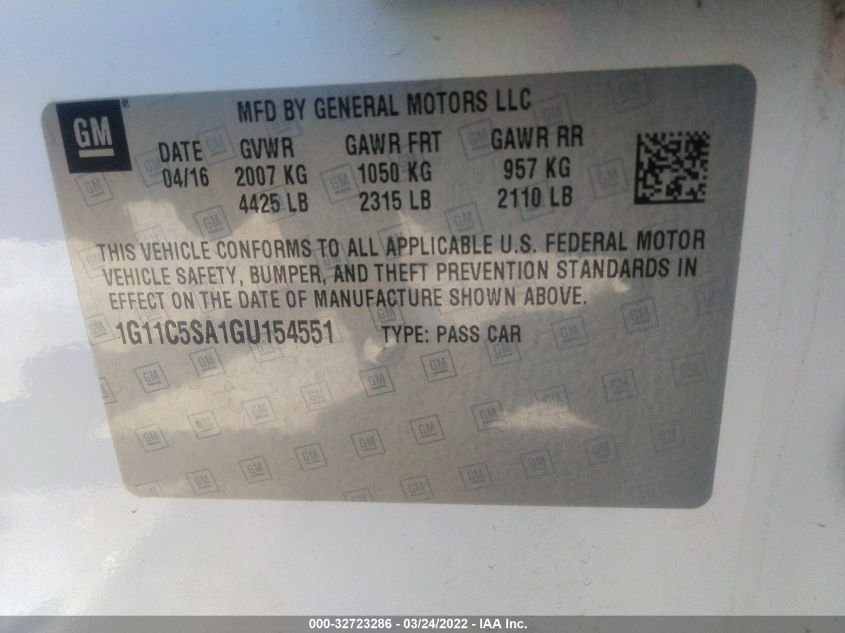 GM
MFD BY GENERAL MOTORS LLC
DATE GVWR GAWR FRT GAWR RR
04/16 2007 KG 1050 KG 957 KG
4425 LB 2315 LB 2110 LB
THIS VEHICLE CONFORMS TO ALL APPLICABLE U.S. FEDERAL MOTOR
VEHICLE SAFETY, BUMPER, AND THEFT PREVENTION STANDARDS IN
EFFECT ON THE DATE OF MANUFACTURE SHOWN ABOVE.
1G11C5SA1GU154551 TYPE: PASS CAR
000-32723286 - 03/24/2022 - IAA Inc.